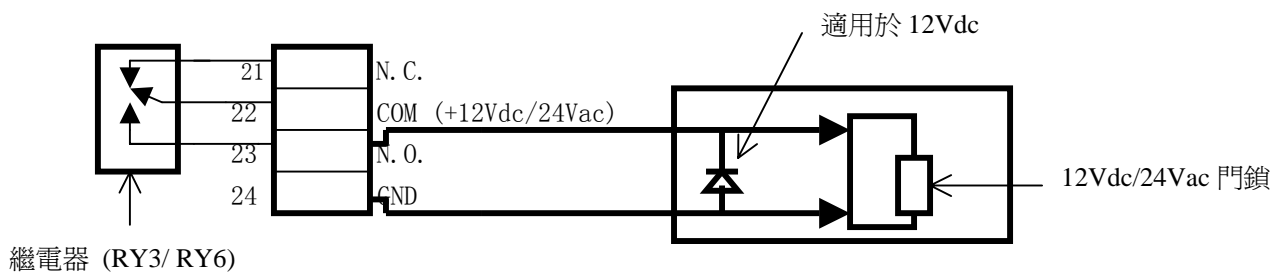 適用於 12Vdc
21 N.C.
22 COM (+12Vdc/24Vac)
23 N.O.
24 GND
12Vdc/24Vac 門鎖
繼電器 (RY3/ RY6)